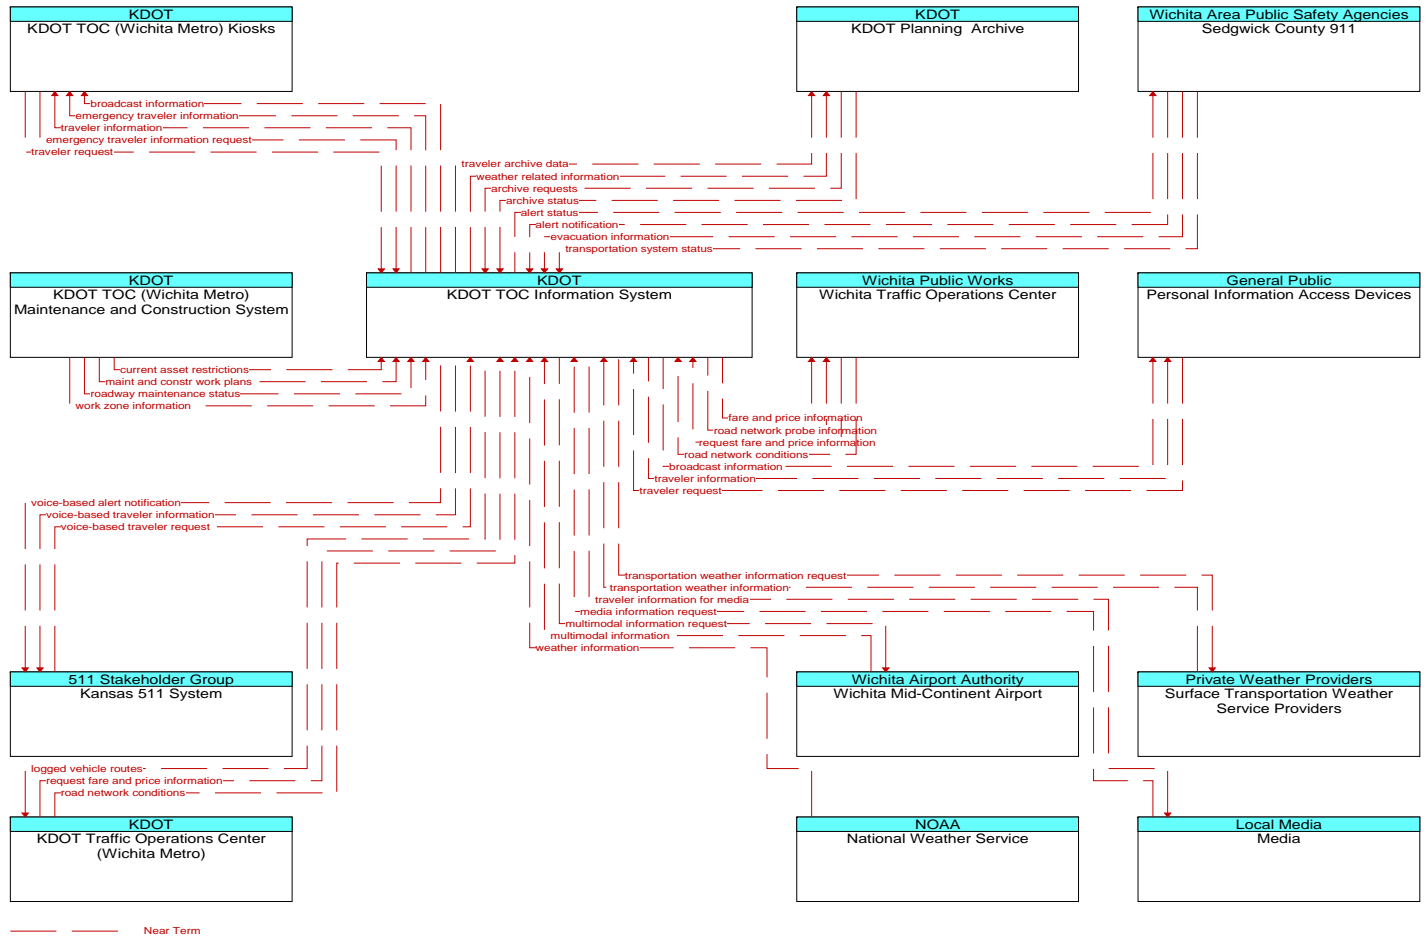 KDOT
KDOT TOC (Wichita Metro) Kiosks
KDOT
KDOT Planning  Archive
Wichita Area Public Safety Agencies
Sedgwick County 911
broadcast information
emergency traveler information
traveler information
emergency traveler information request
traveler request
traveler archive data
weather related information
archive requests
archive status
alert status
alert notification
evacuation information
transportation system status
KDOT
KDOT TOC (Wichita Metro)
Maintenance and Construction System
KDOT
KDOT TOC Information System
Wichita Public Works
Wichita Traffic Operations Center
General Public
Personal Information Access Devices
current asset restrictions
maint and constr work plans
roadway maintenance status
work zone information
fare and price information
road network probe information
request fare and price information
road network conditions
broadcast information
traveler information
traveler request
voice-based alert notification
voice-based traveler information
voice-based traveler request
transportation weather information request
transportation weather information
traveler information for media
media information request
multimodal information request
multimodal information
weather information
511 Stakeholder Group
Kansas 511 System
Wichita Airport Authority
Wichita Mid-Continent Airport
Private Weather Providers
Surface Transportation Weather
Service Providers
logged vehicle routes
request fare and price information
road network conditions
KDOT
KDOT Traffic Operations Center
(Wichita Metro)
NOAA
National Weather Service
Local Media
Media
Near Term